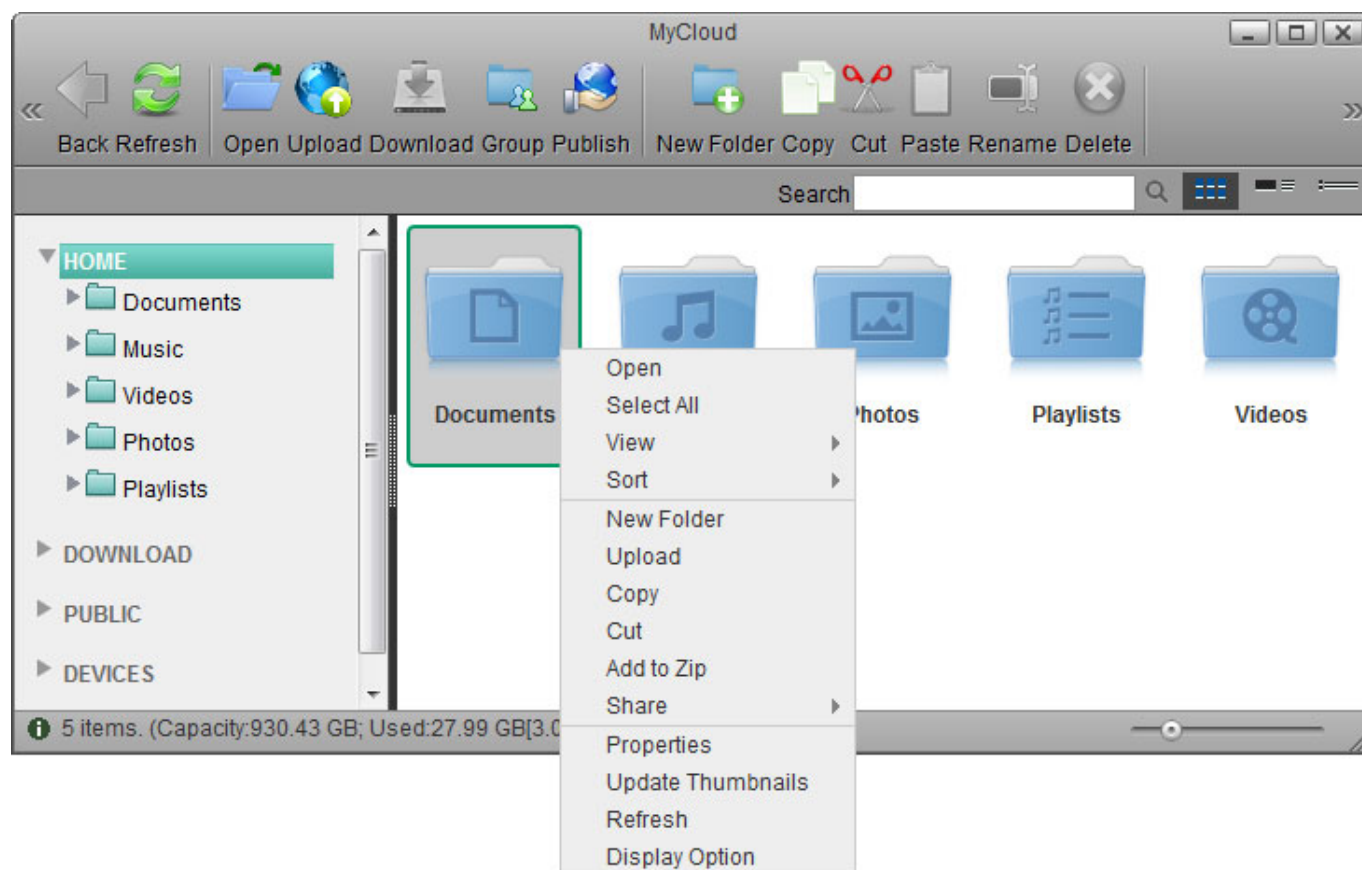 MyCloud
Back Refresh Open Upload Download Group Publish New Folder Copy Cut Paste Rename Delete
Search
HOME
Documents
Music
Videos
Photos
Playlists
DOWNLOAD
PUBLIC
DEVICES
Documents
Playlists
Videos
Open
Select All
View
Sort
New Folder
Upload
Copy
Cut
Add to Zip
Share
Properties
Update Thumbnails
Refresh
Display Option
5 items. (Capacity:930.43 GB; Used:27.99 GB[3.0